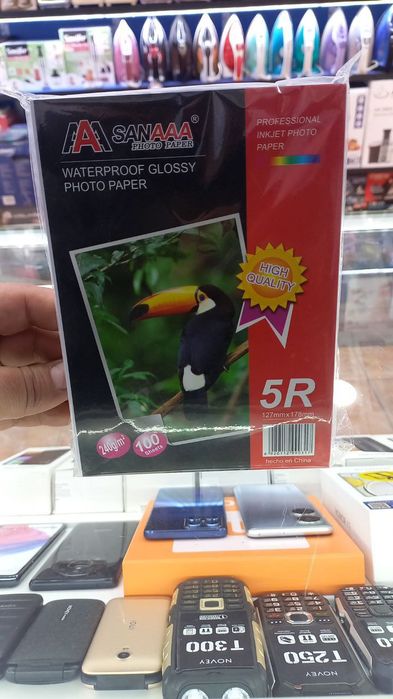 AAA SANAAA®
PHOTO PAPER
WATERPROOF GLOSSY
PHOTO PAPER
PROFESSIONAL
INKJET PHOTO
PAPER
HIGH
QUALITY
5R
127mm x 178mm
240g/m²
100
Sheets
hecho en China
T300
NOVEY
T250
NOVEY